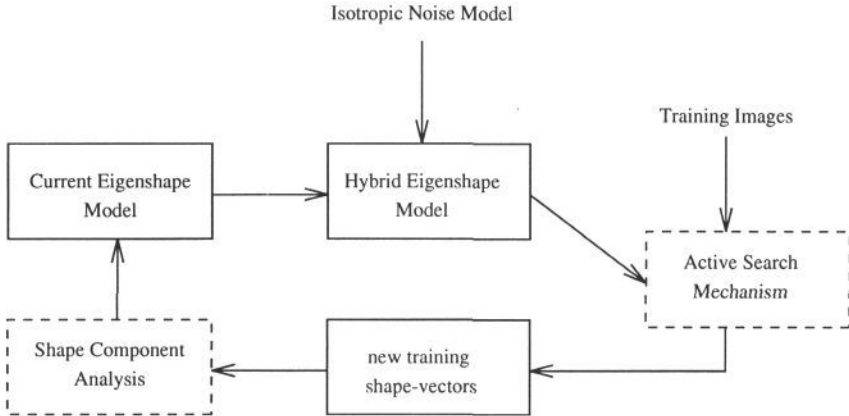 Isotropic Noise Model
Training Images
Current Eigenshape
Model
Hybrid Eigenshape
Model
Active Search
Mechanism
Shape Component
Analysis
new training
shape-vectors